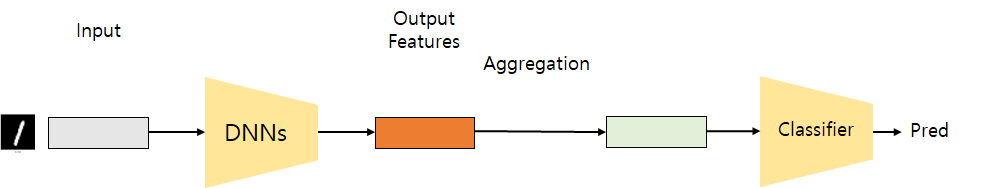 Input
Output
Features
Aggregation
DNNs
Classifier
Pred